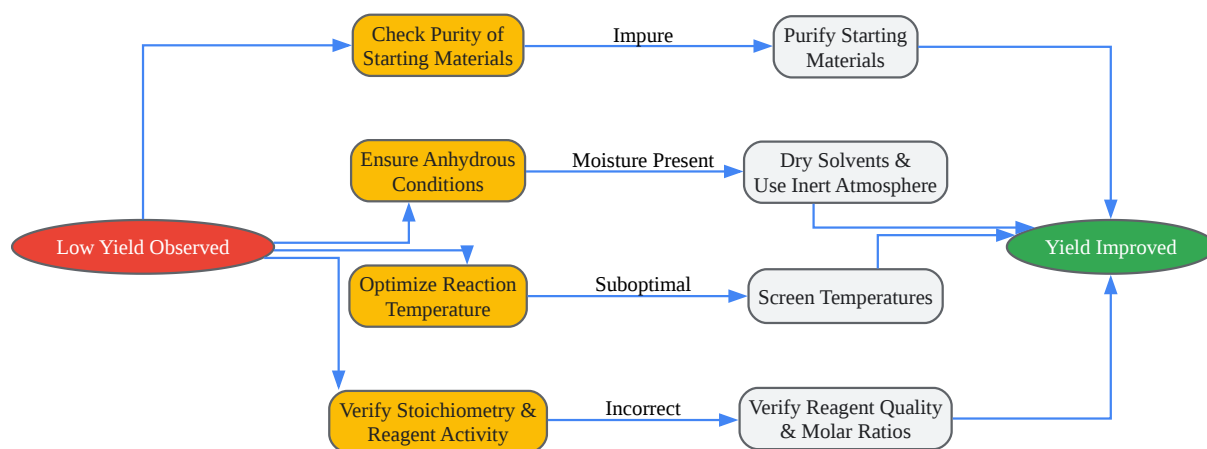 Check Purity of
Starting Materials
Impure
Purify Starting
Materials
Ensure Anhydrous
Conditions
Moisture Present
Dry Solvents &
Use Inert Atmosphere
Low Yield Observed
Yield Improved
Optimize Reaction
Temperature
Suboptimal
Screen Temperatures
Verify Stoichiometry &
Reagent Activity
Incorrect
Verify Reagent Quality
& Molar Ratios